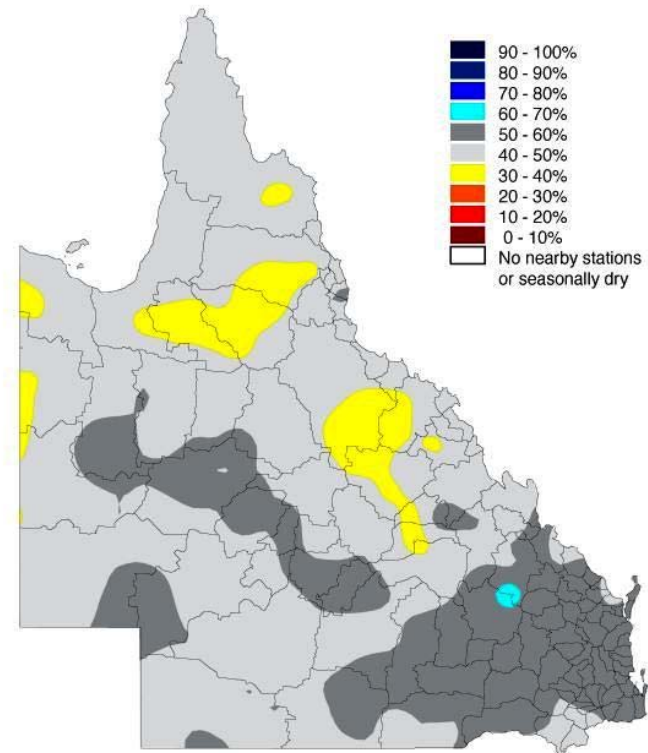 90 - 100%
80 - 90%
70 - 80%
60 - 70%
50 - 60%
40 - 50%
30 - 40%
20 - 30%
10 - 20%
0 - 10%
No nearby stations
or seasonally dry